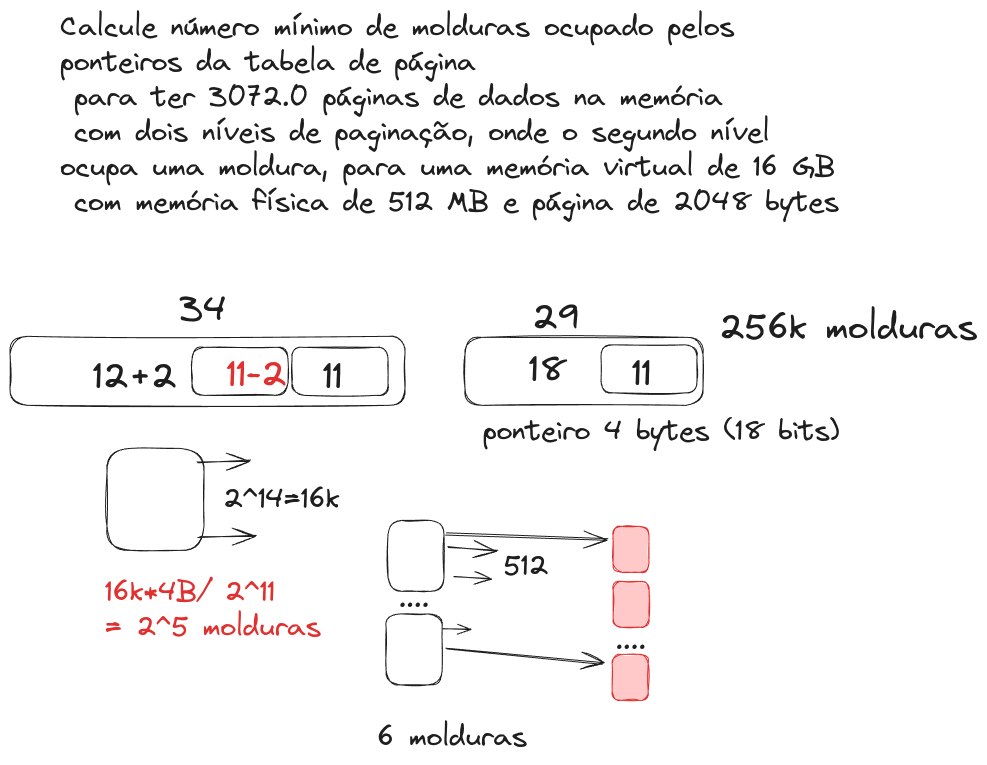 Calcule número mínimo de molduras ocupado pelos
ponteiros da tabela de página
para ter 3072.0 páginas de dados na memória
com dois níveis de paginação, onde o segundo nível
ocupa uma moldura, para uma memória virtual de 16 GB
com memória física de 512 MB e página de 2048 bytes
34
29
256k molduras
12+2 11-2 11
18 11
ponteiro 4 bytes (18 bits)
2^14=16k
512
....
16k*4B/ 2^11
= 2^5 molduras
....
6 molduras